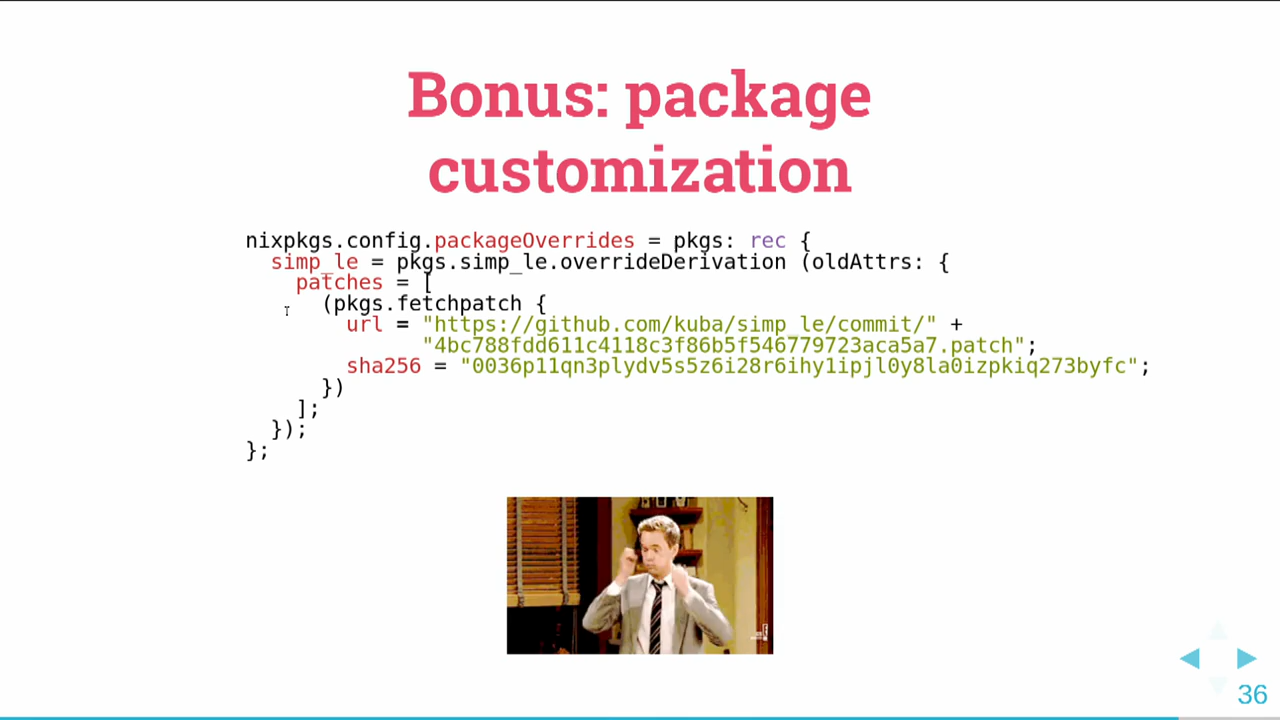 Bonus: package
customization
nixpkgs.config.packageOverrides = pkgs: rec {
  simp_le = pkgs.simp_le.overrideDerivation (oldAttrs: {
    patches = [
      (pkgs.fetchpatch {
        url = "https://github.com/kuba/simp_le/commit/" +
              "4bc788fdd611c4118c3f86b5f546779723aca5a7.patch";
        sha256 = "0036p11qn3plydv5s5z6i28r6ihy1ipjl0y8la0izpkiq273byfc";
      })
    ];
  });
};
36